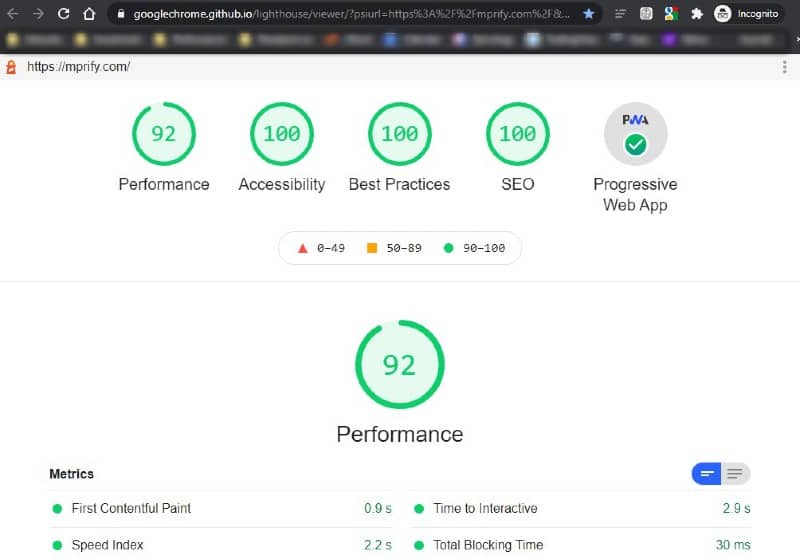 googlechrome.github.io/lighthouse/viewer/?psiurl=https%3A%2F%2Fmprify.com%2F&...
Incognito
https://mprify.com/
92 100 100 100 PWA
Performance Accessibility Best Practices SEO Progressive
Web App
0–49 50–89 90–100
92
Performance
Metrics
First Contentful Paint 0.9 s Time to Interactive 2.9 s
Speed Index 2.2 s Total Blocking Time 30 ms